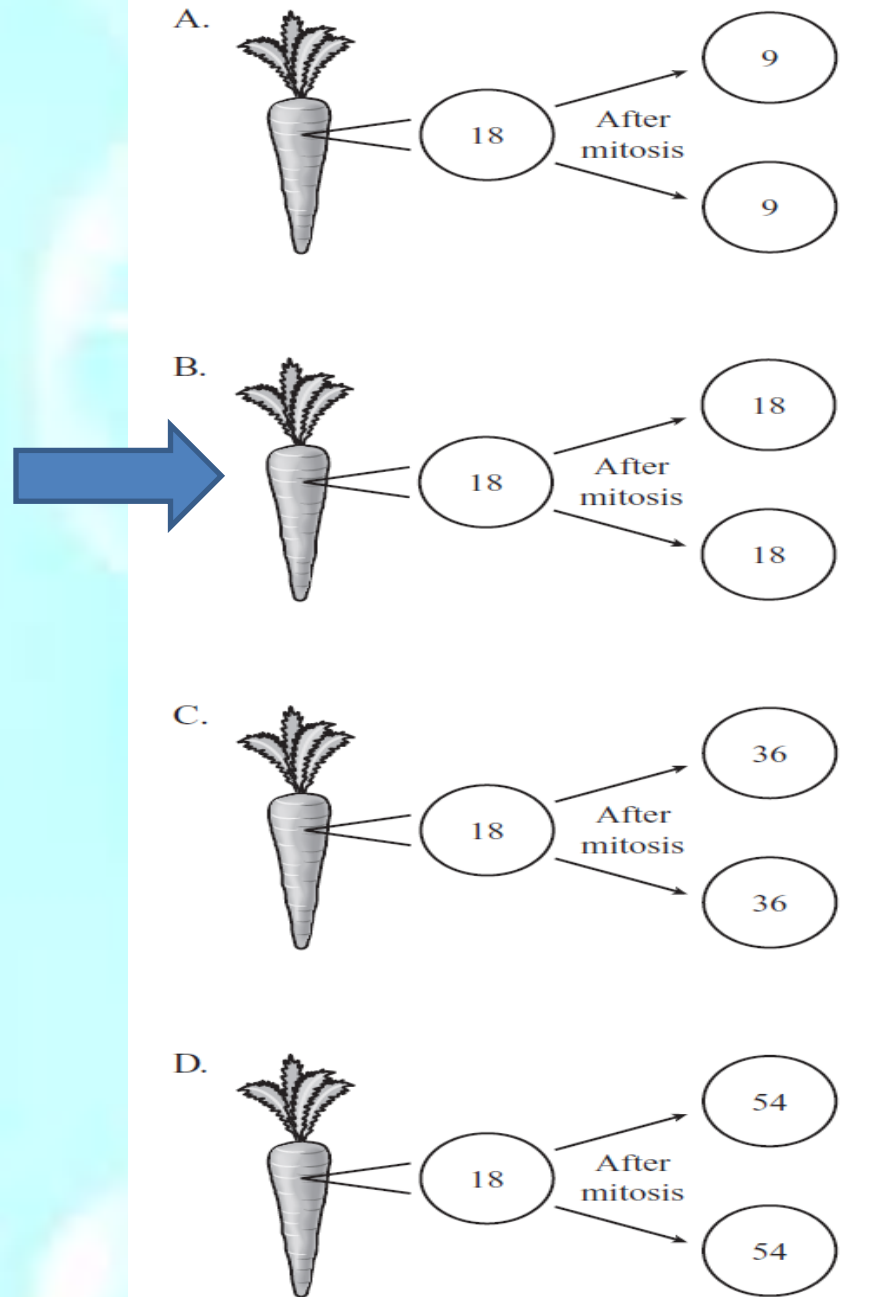 A.
18
After
mitosis
9
9
B.
18
After
mitosis
18
18
C.
18
After
mitosis
36
36
D.
18
After
mitosis
54
54